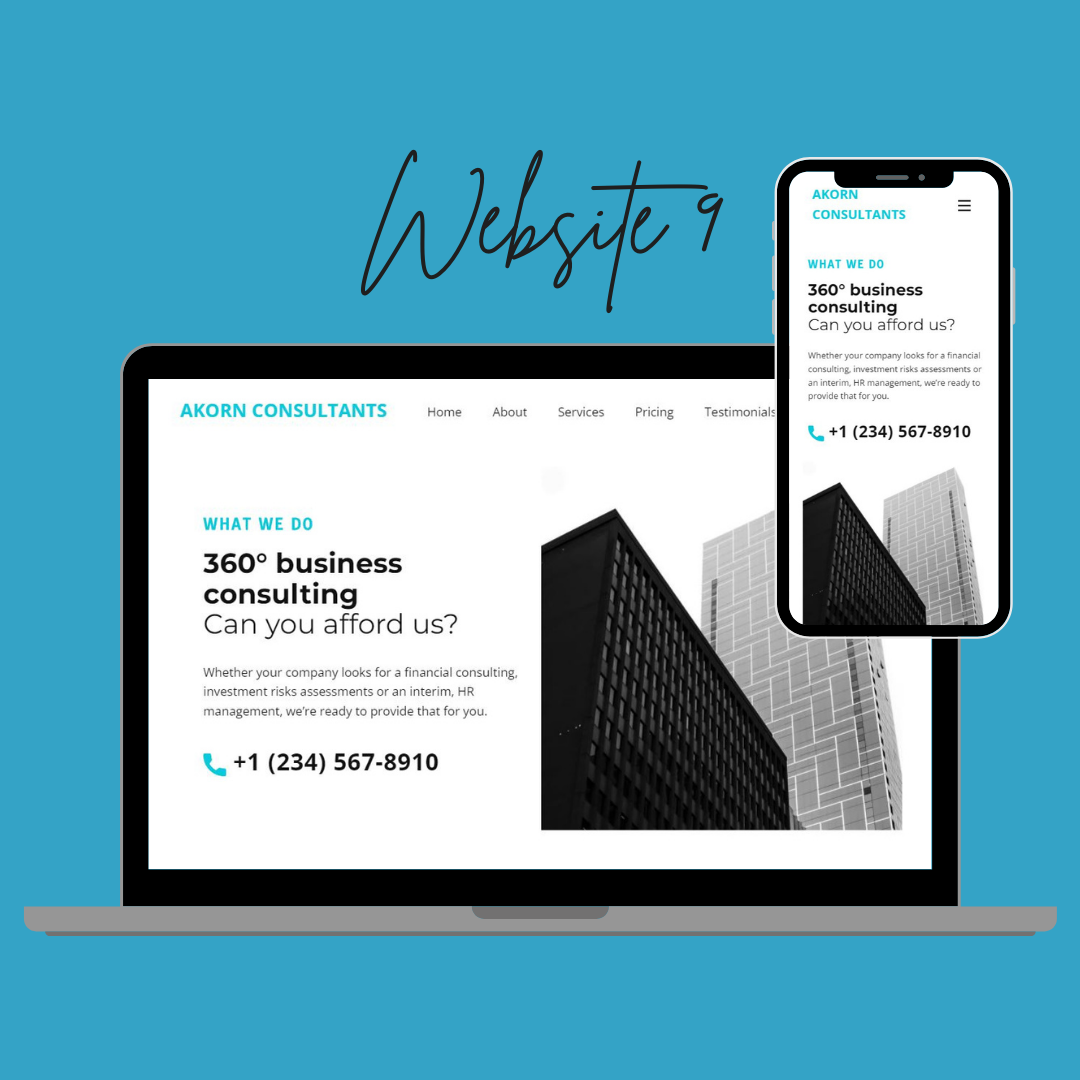 Website 9
AKORN CONSULTANTS
Home
About
Services
Pricing
Testimonials
WHAT WE DO
360° business
consulting
Can you afford us?
Whether your company looks for a financial consulting,
investment risks assessments or an interim, HR
management, we're ready to provide that for you.
+1 (234) 567-8910
AKORN
CONSULTANTS
WHAT WE DO
360° business
consulting
Can you afford us?
Whether your company looks for a financial
consulting, investment risks assessments or
an interim, HR management, we're ready to
provide that for you.
+1 (234) 567-8910